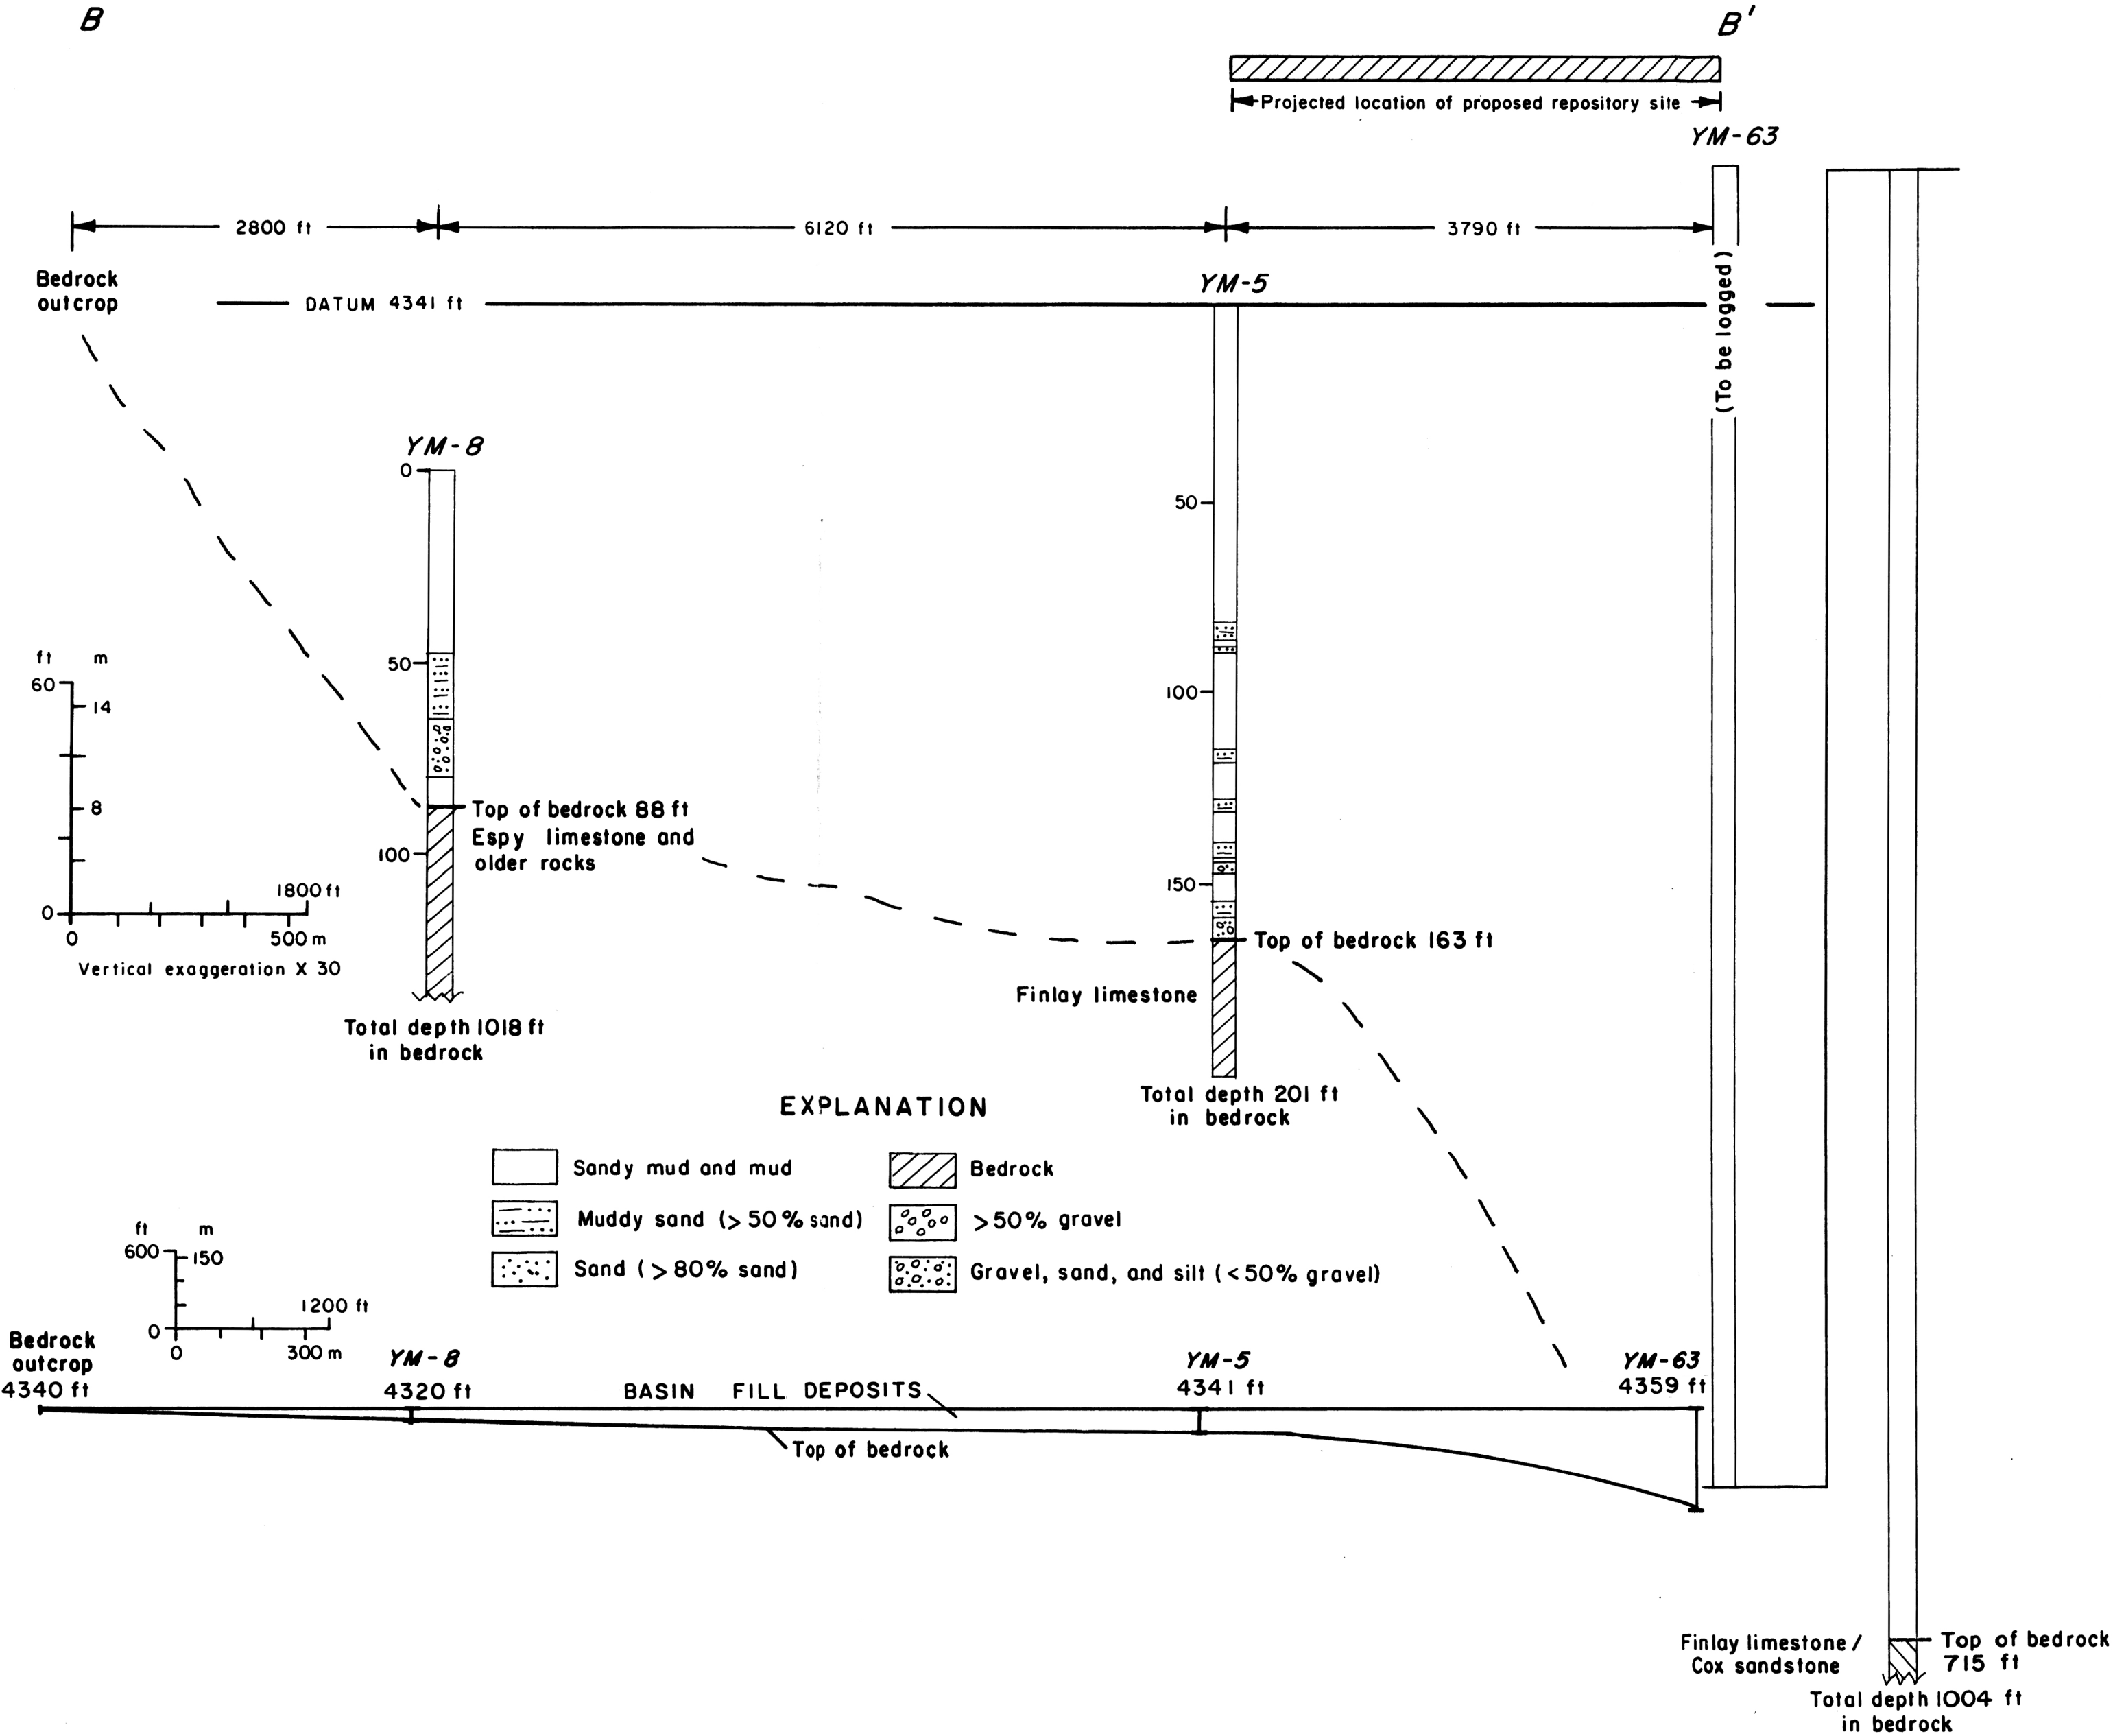 B
B'
Projected location of proposed repository site
YM-63
2800 ft
6120 ft
3790 ft
Bedrock
outcrop
DATUM 4341 ft
YM-5
(To be logged)
YM-8
0
50
100
50
100
150
ft m
60
14
8
0
1800 ft
0
500 m
Vertical exaggeration X 30
Top of bedrock 88 ft
Espy limestone and
older rocks
Total depth 1018 ft
in bedrock
Top of bedrock 163 ft
Finlay limestone
Total depth 201 ft
in bedrock
EXPLANATION
Sandy mud and mud
Muddy sand (> 50% sand)
Sand (> 80% sand)
Bedrock
>50% gravel
Gravel, sand, and silt (<50% gravel)
ft m
600
150
0
1200 ft
0
300 m
Bedrock
outcrop
4340 ft
YM-8
4320 ft
BASIN FILL DEPOSITS
YM-5
4341 ft
YM-63
4359 ft
Top of bedrock
Finlay limestone/
Cox sandstone
Top of bedrock
715 ft
Total depth 1004 ft
in bedrock